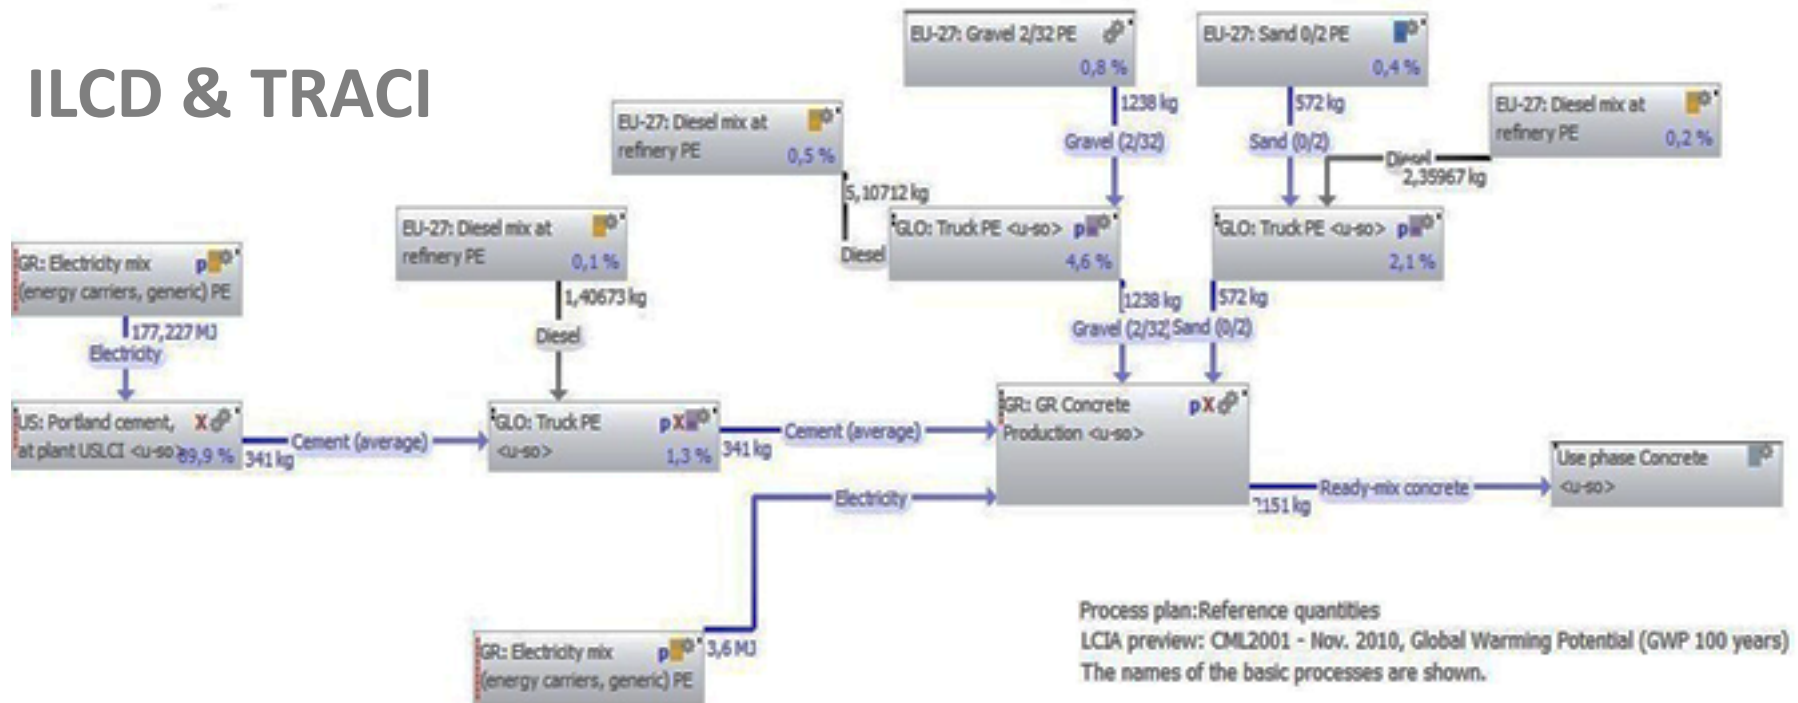 ILCD & TRACI
EU-27: Gravel 2/32 PE
0,8 %
EU-27: Sand 0/2 PE
0,4 %
1238 kg
Gravel (2/32)
572 kg
Sand (0/2)
EU-27: Diesel mix at
refinery PE
0,5 %
EU-27: Diesel mix at
refinery PE
0,2 %
Diesel
2,35967 kg
5,10712 kg
Diesel
EU-27: Diesel mix at
refinery PE
0,1 %
GLO: Truck PE <u-so> p
4,6 %
GLO: Truck PE <u-so> p
2,1 %
GR: Electricity mix p
(energy carriers, generic) PE
177,227 MJ
Electricity
1,40673 kg
Diesel
1238 kg
Gravel (2/32)
572 kg
Sand (0/2)
US: Portland cement, X
at plant USLCI <u-so>
89,9 %
341 kg
Cement (average)
GLO: Truck PE pX
<u-so>
1,3 %
341 kg
Cement (average)
GR: GR Concrete pX
Production <u-so>
Electricity
Ready-mix concrete
2151 kg
Use phase Concrete
<u-so>
GR: Electricity mix p
(energy carriers, generic) PE
3,6 MJ
Process plan:Reference quantities
LCIA preview: CML2001 - Nov. 2010, Global Warming Potential (GWP 100 years)
The names of the basic processes are shown.